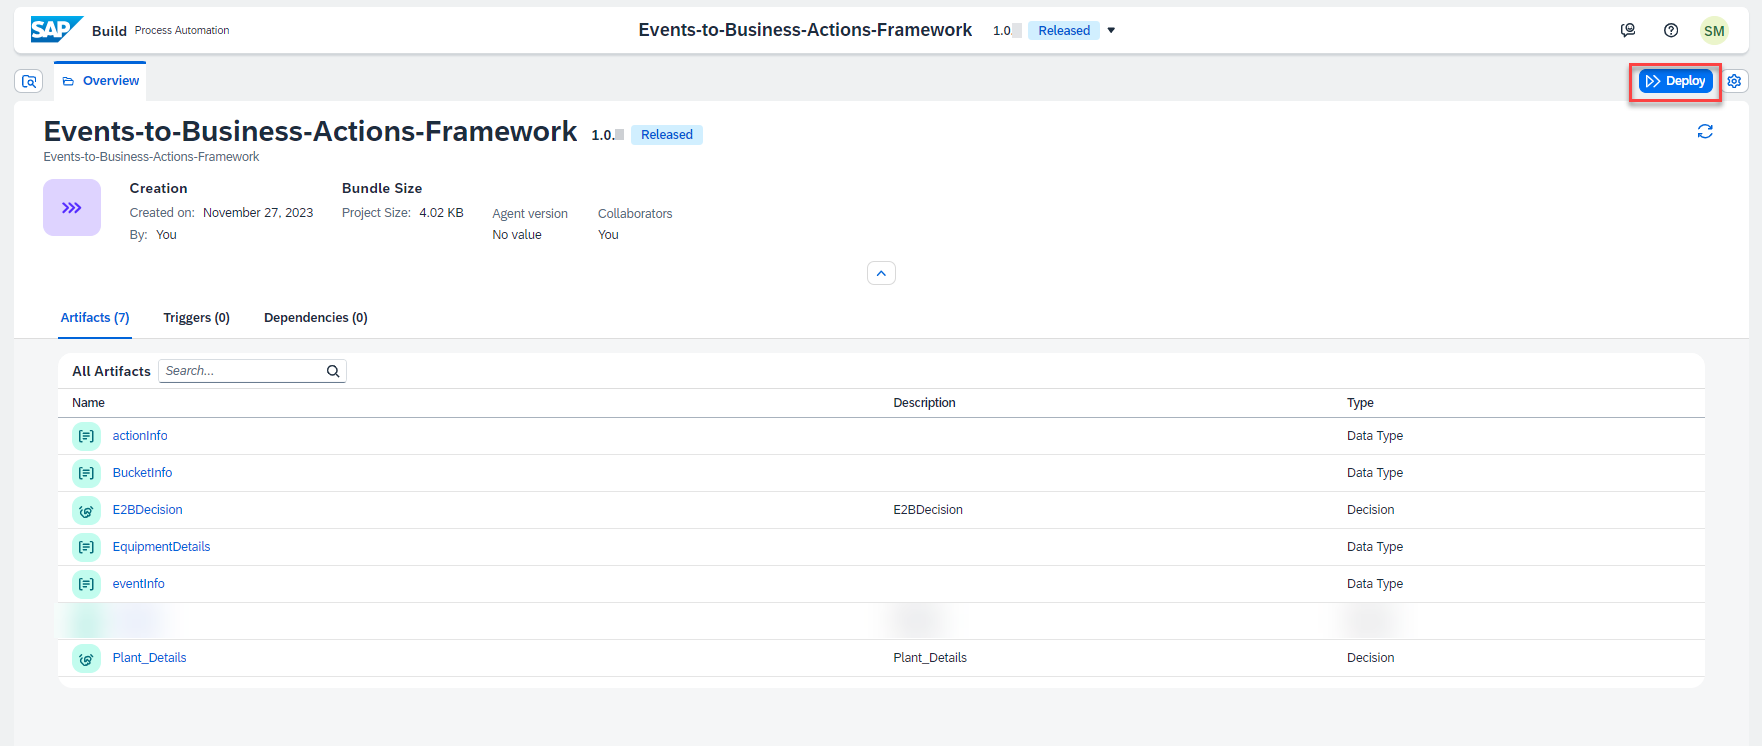 SAP Build Process Automation Events-to-Business-Actions-Framework 1.0. Released SM
Overview Deploy
Events-to-Business-Actions-Framework 1.0. Released
Events-to-Business-Actions-Framework
Creation Bundle Size
Created on: November 27, 2023 Project Size: 4.02 KB Agent version Collaborators
By: You No value You
Artifacts (7) Triggers (0) Dependencies (0)
All Artifacts Search...
Name Description Type
actionInfo Data Type
BucketInfo Data Type
E2BDecision E2BDecision Decision
EquipmentDetails Data Type
eventInfo Data Type
Plant_Details Plant_Details Decision